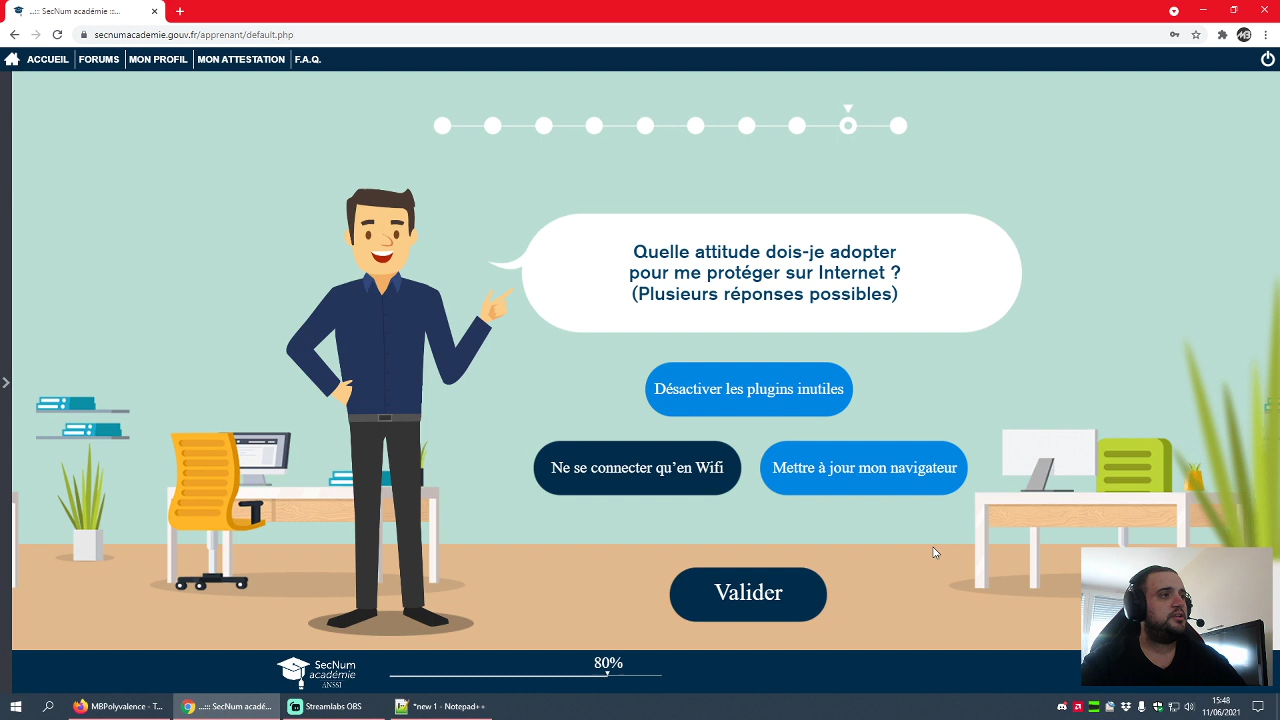 ..:: SecNum académie ::..
secnumacademie.gouv.fr/apprenant/default.php
ACCUEIL
FORUMS
MON PROFIL
MON ATTESTATION
F.A.Q.
Quelle attitude dois-je adopter
pour me protéger sur Internet ?
(Plusieurs réponses possibles)
Désactiver les plugins inutiles
Ne se connecter qu'en Wifi
Mettre à jour mon navigateur
Valider
SecNum
académie
ANSSI
80%
MBPolyvalence - T...
..:: SecNum acadé...
Streamlabs OBS
*new 1 - Notepad++
15:48
11/06/2021